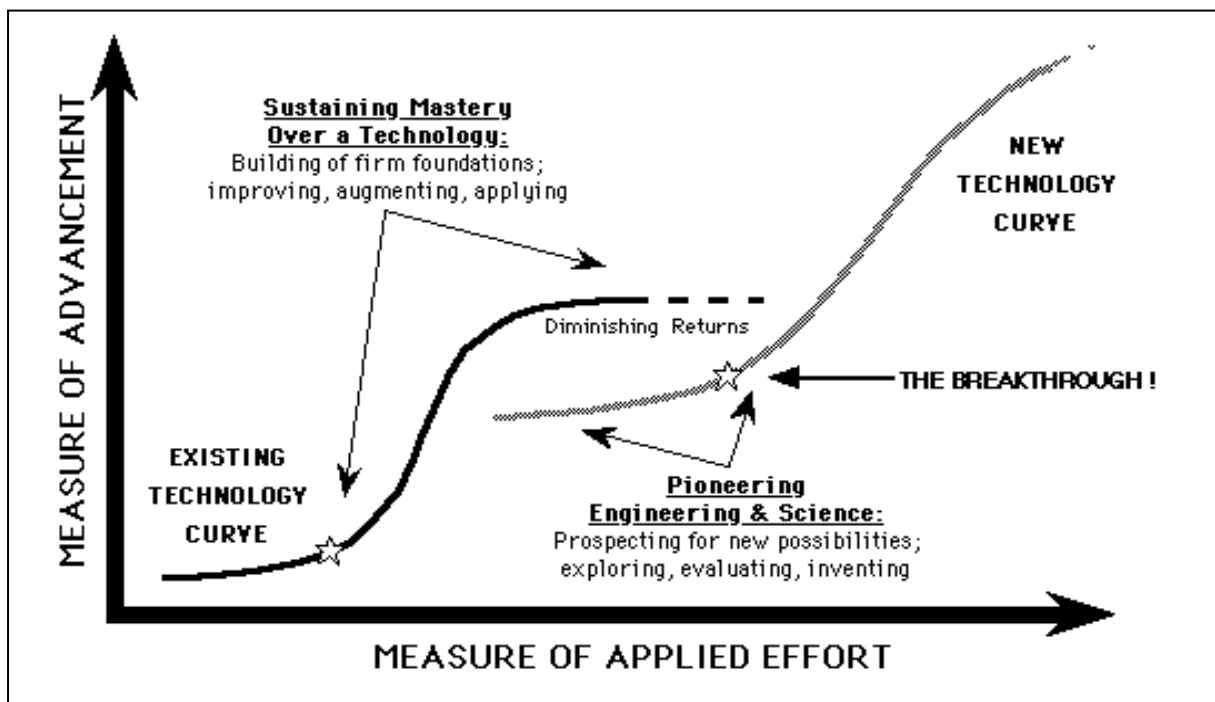 MEASURE OF ADVANCEMENT
Sustaining Mastery
Over a Technology:
Building of firm foundations;
improving, augmenting, applying
NEW
TECHNOLOGY
CURVE
Diminishing Returns
THE BREAKTHROUGH !
EXISTING
TECHNOLOGY
CURVE
Pioneering
Engineering & Science:
Prospecting for new possibilities;
exploring, evaluating, inventing
MEASURE OF APPLIED EFFORT